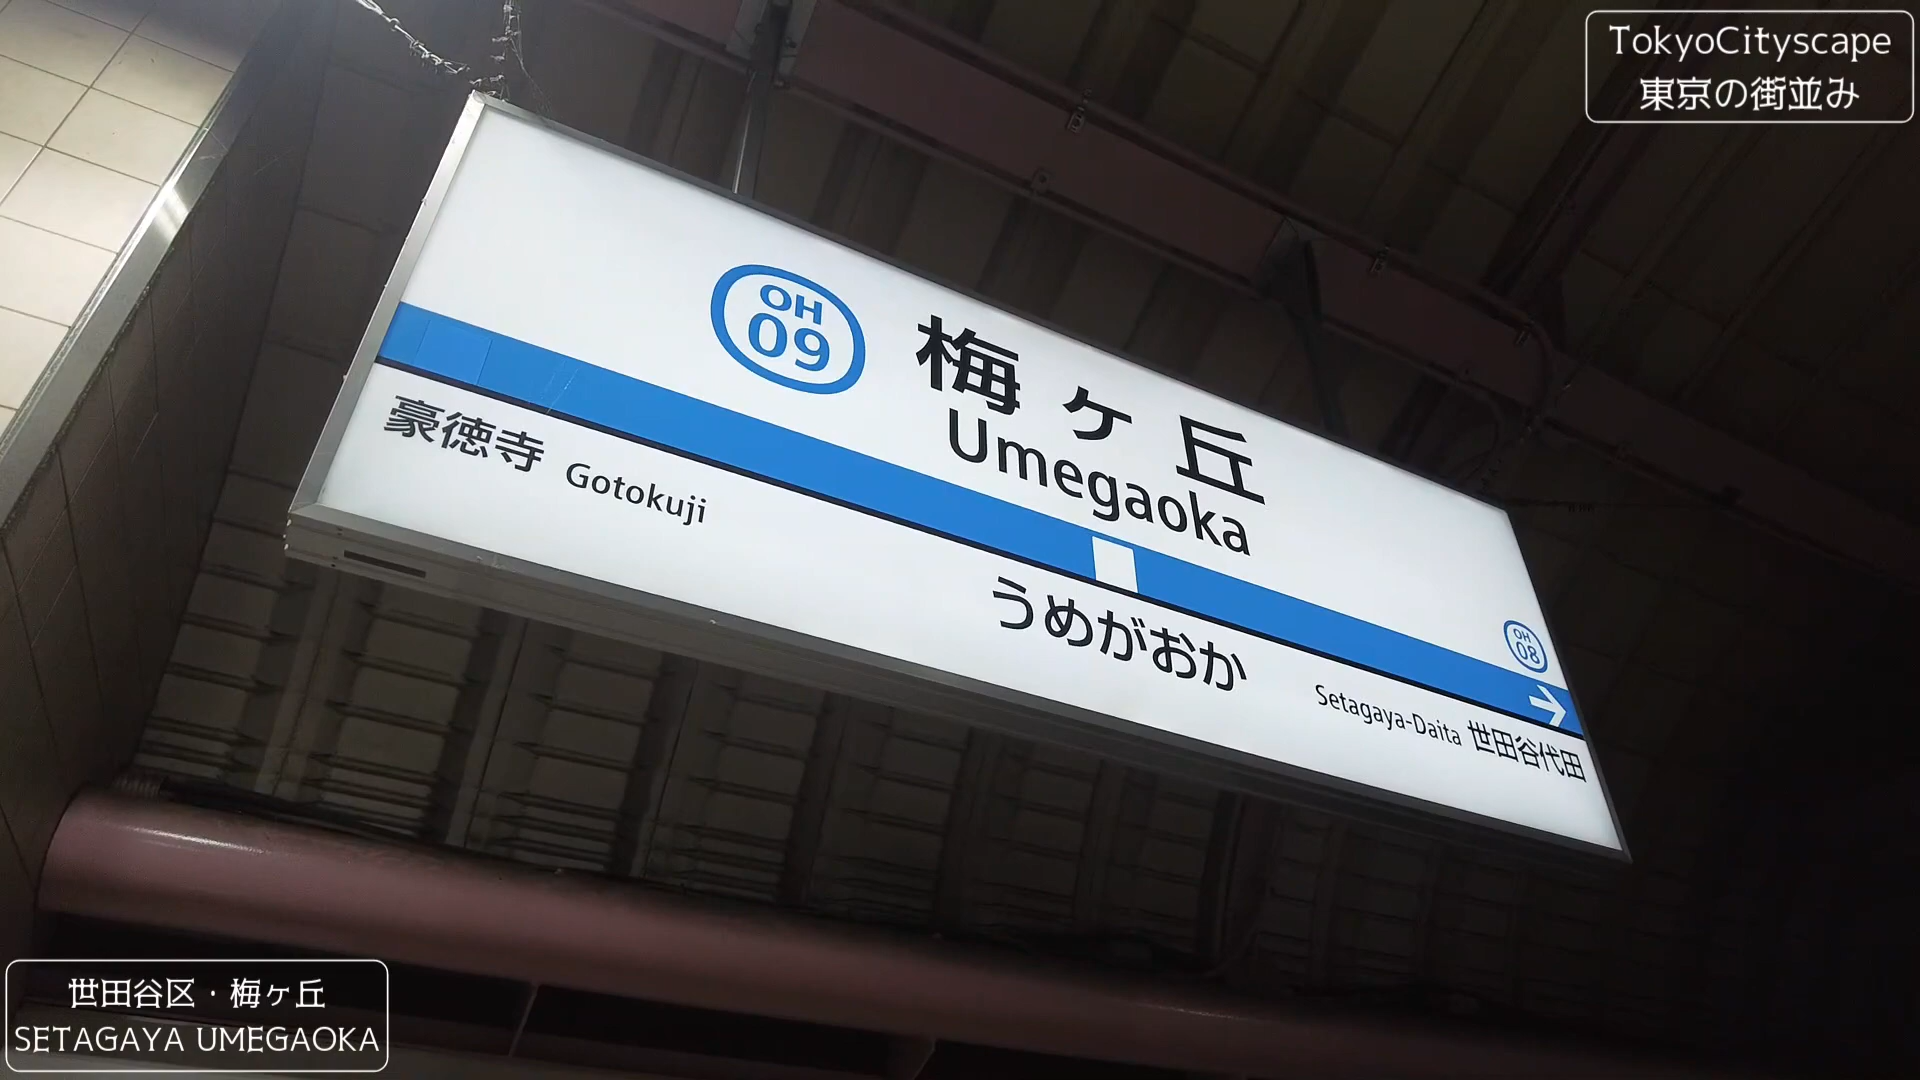 TokyoCityscape
東京の街並み
OH
09
梅ヶ丘
Umegaoka
豪徳寺 Gotokuji
うめがおか
OH
08
→
Setagaya-Daita 世田谷代田
世田谷区・梅ヶ丘
SETAGAYA UMEGAOKA